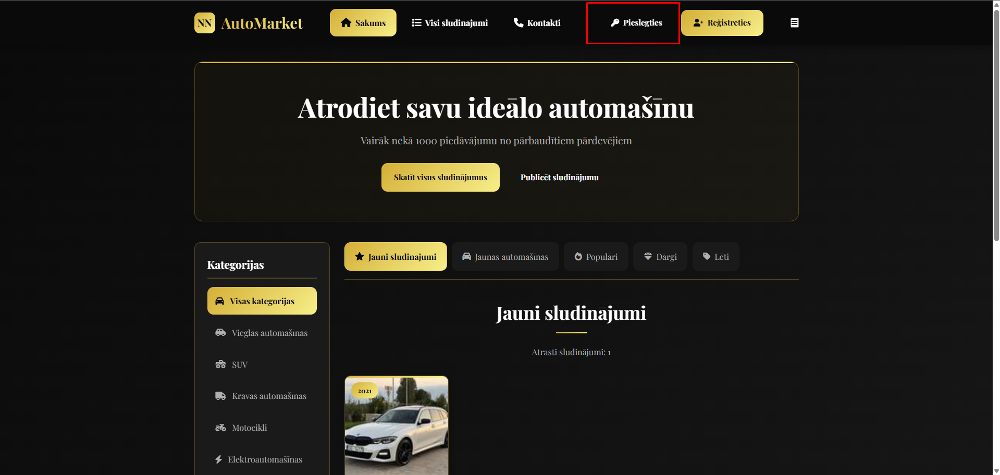 NN AutoMarket
Sākums
Visi sludinājumi
Kontakti
Pieslēgties
Reģistrēties
Atrodiet savu ideālo automašīnu
Vairāk nekā 1000 piedāvājumu no pārbaudītiem pārdevējiem
Skatīt visus sludinājumus
Publicēt sludinājumu
Kategorijas
Visas kategorijas
Vieglās automašīnas
SUV
Kravas automašīnas
Motocikli
Elektroautomašīnas
Jauni sludinājumi
Jaunas automašīnas
Populāri
Dārgi
Lēti
Jauni sludinājumi
Atrasti sludinājumi: 1
2021